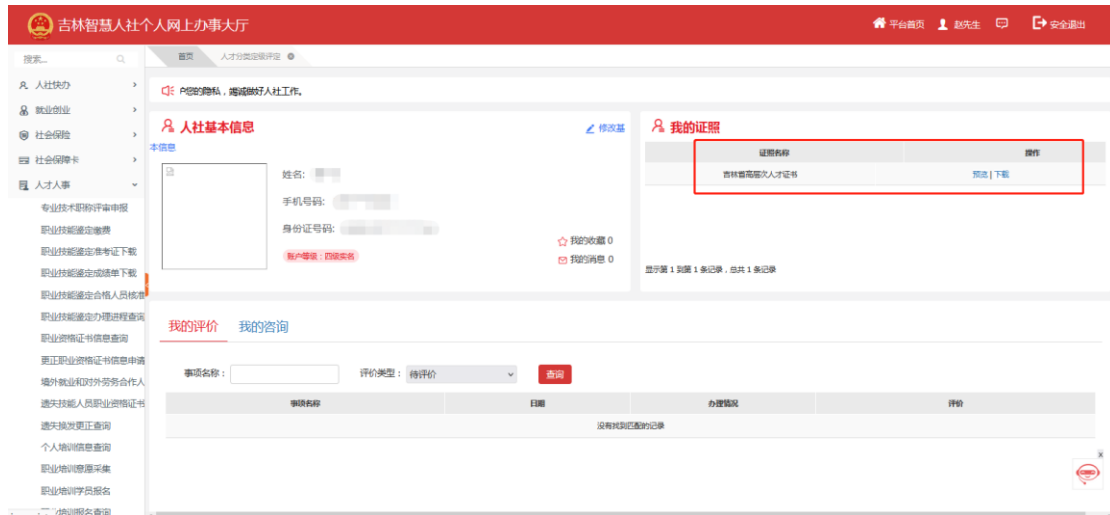 吉林智慧人社个人网上办事大厅
平台首页 赵先生 安全退出
搜索...
首页 人才分类定级评定
人社快办
就业创业
社会保险
社会保障卡
人才人事
专业技术职称评审申报
职业技能鉴定缴费
职业技能鉴定准考证下载
职业技能鉴定成绩单下载
职业技能鉴定合格人员核准
职业技能鉴定办理进程查询
职业资格证书信息查询
更正职业资格证书信息申请
境外就业和对外劳务合作人
遗失技能人员职业资格证书
遗失换发更正查询
个人培训信息查询
职业培训意愿采集
职业培训学员报名
培训报名查询
户您的隐私，竭诚做好人社工作。
人社基本信息
修改基
本信息
姓名:
手机号码:
身份证号码:
账户等级：四级实名
我的收藏 0
我的消息 0
我的证照
证照名称 操作
吉林省高层次人才证书 预览 | 下载
显示第 1 到第 1 条记录，总共 1 条记录
我的评价 我的咨询
事项名称： 评价类型： 待评价 查询
事项名称 日期 办理情况 评价
没有找到匹配的记录
x